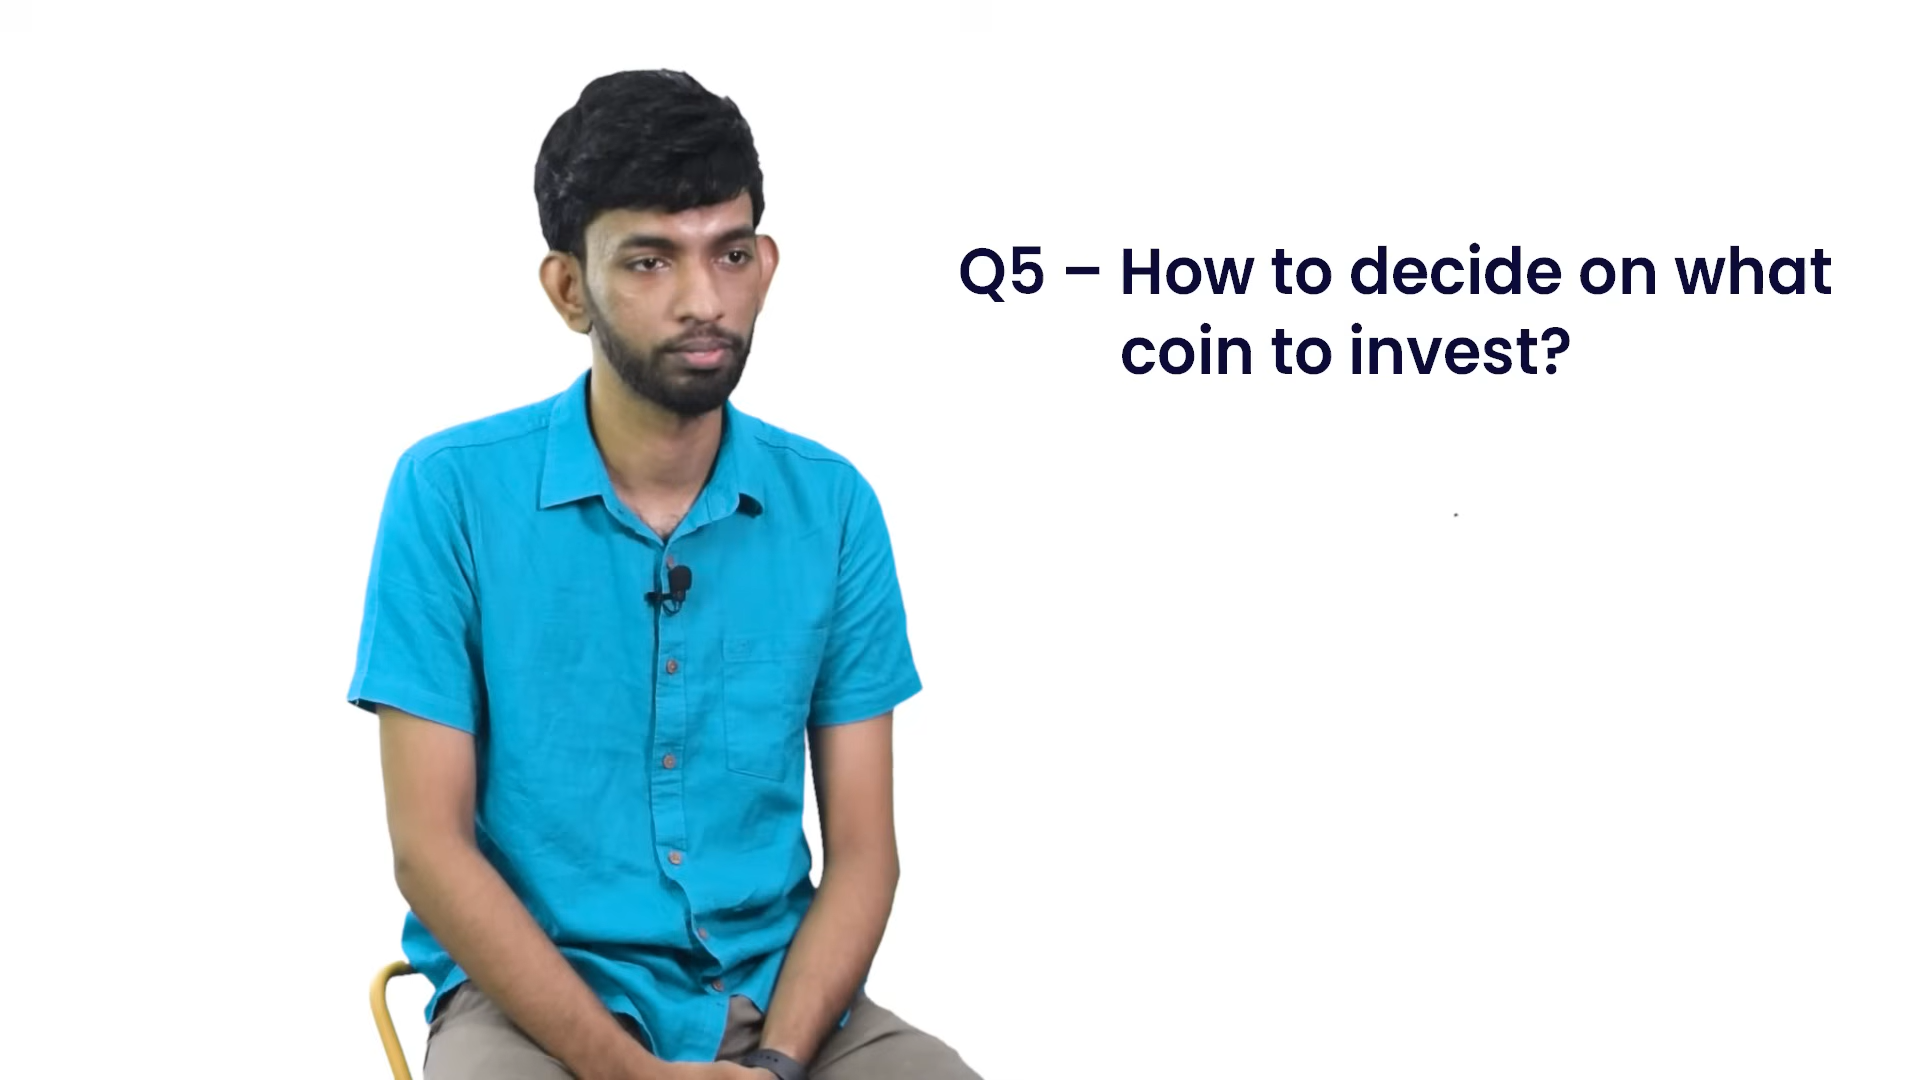 Q5 – How to decide on what
coin to invest?